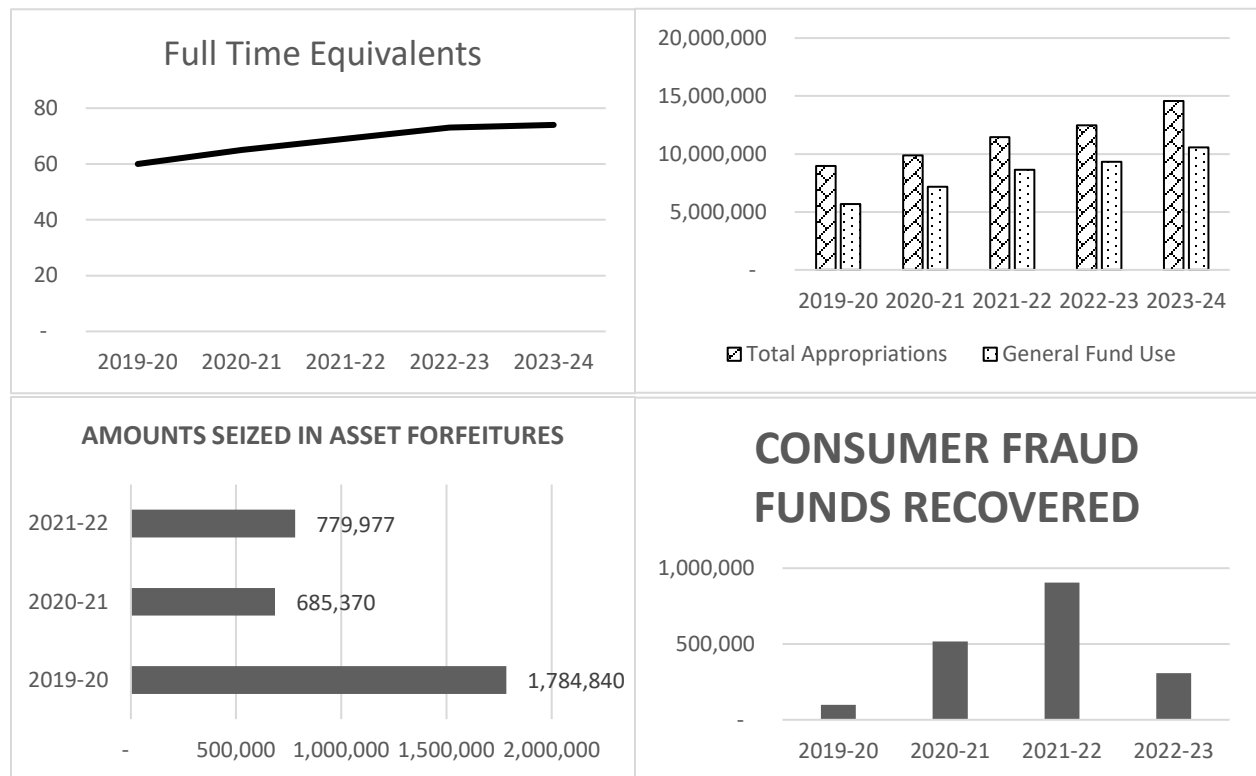 Full Time Equivalents
80
60
40
20
-
2019-20 2020-21 2021-22 2022-23 2023-24
20,000,000
15,000,000
10,000,000
5,000,000
-
2019-20 2020-21 2021-22 2022-23 2023-24
Total Appropriations General Fund Use
AMOUNTS SEIZED IN ASSET FORFEITURES
2021-22 779,977
2020-21 685,370
2019-20 1,784,840
- 500,000 1,000,000 1,500,000 2,000,000
CONSUMER FRAUD
FUNDS RECOVERED
1,000,000
500,000
-
2019-20 2020-21 2021-22 2022-23